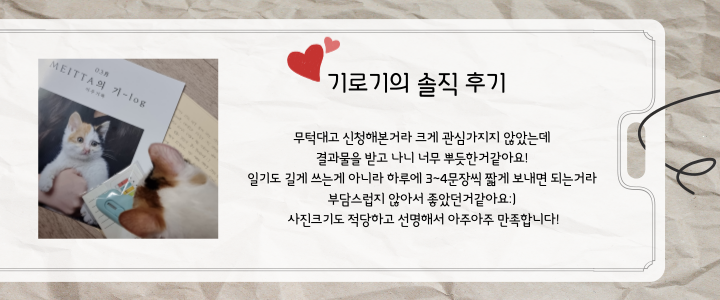 MEITTA의 기-log
기로기의 솔직 후기
무턱대고 신청해본거라 크게 관심가지지 않았는데
결과물을 받고 나니 너무 뿌듯한거같아요!
일기도 길게 쓰는게 아니라 하루에 3~4문장씩 짧게 보내면 되는거라
부담스럽지 않아서 좋았던거같아요:)
사진크기도 적당하고 선명해서 아주아주 만족합니다!